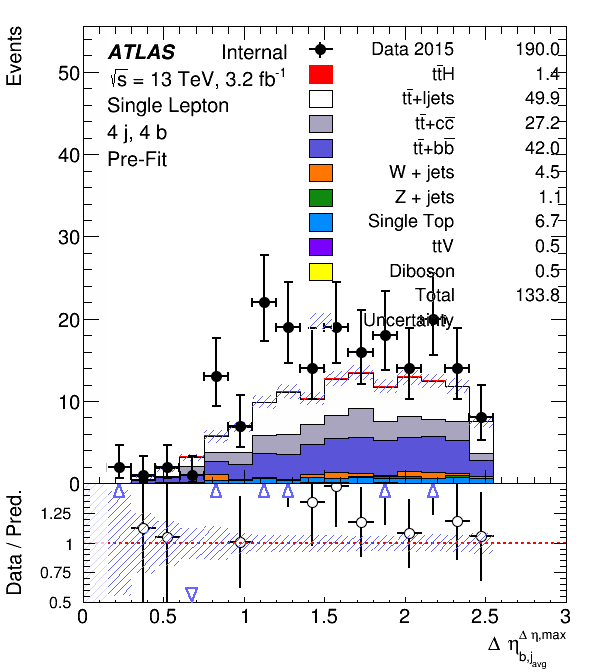 Events
ATLAS Internal
√s = 13 TeV, 3.2 fb⁻¹
Single Lepton
4 j, 4 b
Pre-Fit
Data 2015 190.0
tt̄H 1.4
tt̄+ljets 49.9
tt̄+cc̄ 27.2
tt̄+bb̄ 42.0
W + jets 4.5
Z + jets 1.1
Single Top 6.7
ttV 0.5
Diboson 0.5
Total 133.8
Uncertainty
50
40
30
20
10
0
Data / Pred.
1.25
1
0.75
0.5
0 0.5 1 1.5 2 2.5 3
Δ η b,j avg Δ η,max